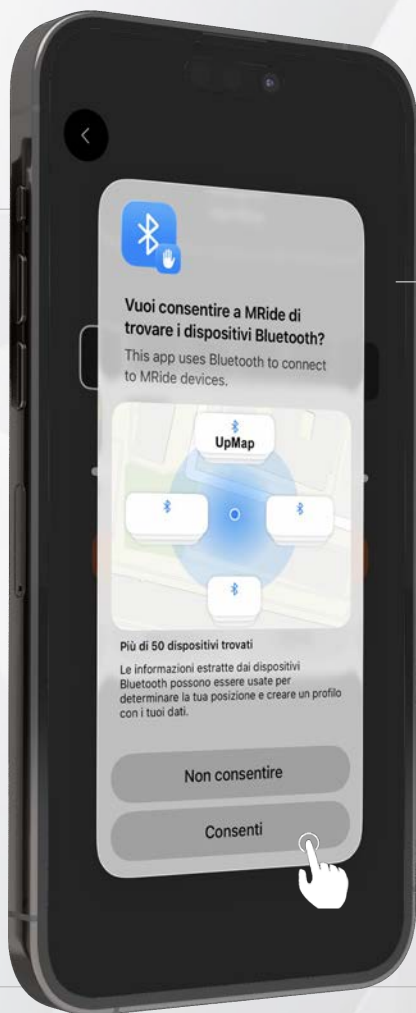 Vuoi consentire a MRide di
trovare i dispositivi Bluetooth?
This app uses Bluetooth to connect
to MRide devices.
UpMap
Più di 50 dispositivi trovati
Le informazioni estratte dai dispositivi
Bluetooth possono essere usate per
determinare la tua posizione e creare un profilo
con i tuoi dati.
Non consentire
Consenti